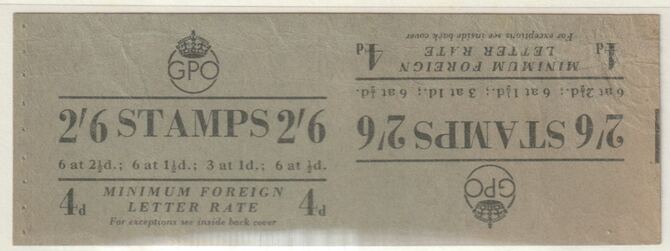 GPO
2/6 STAMPS 2/6
6 at 2½d.; 6 at 1½d.; 3 at 1d.; 6 at ½d.
4d MINIMUM FOREIGN LETTER RATE 4d
For exceptions see inside back cover
GPO
2/6 STAMPS 2/6
6 at 2½d.; 6 at 1½d.; 3 at 1d.; 6 at ½d.
4d MINIMUM FOREIGN LETTER RATE 4d
For exceptions see inside back cover